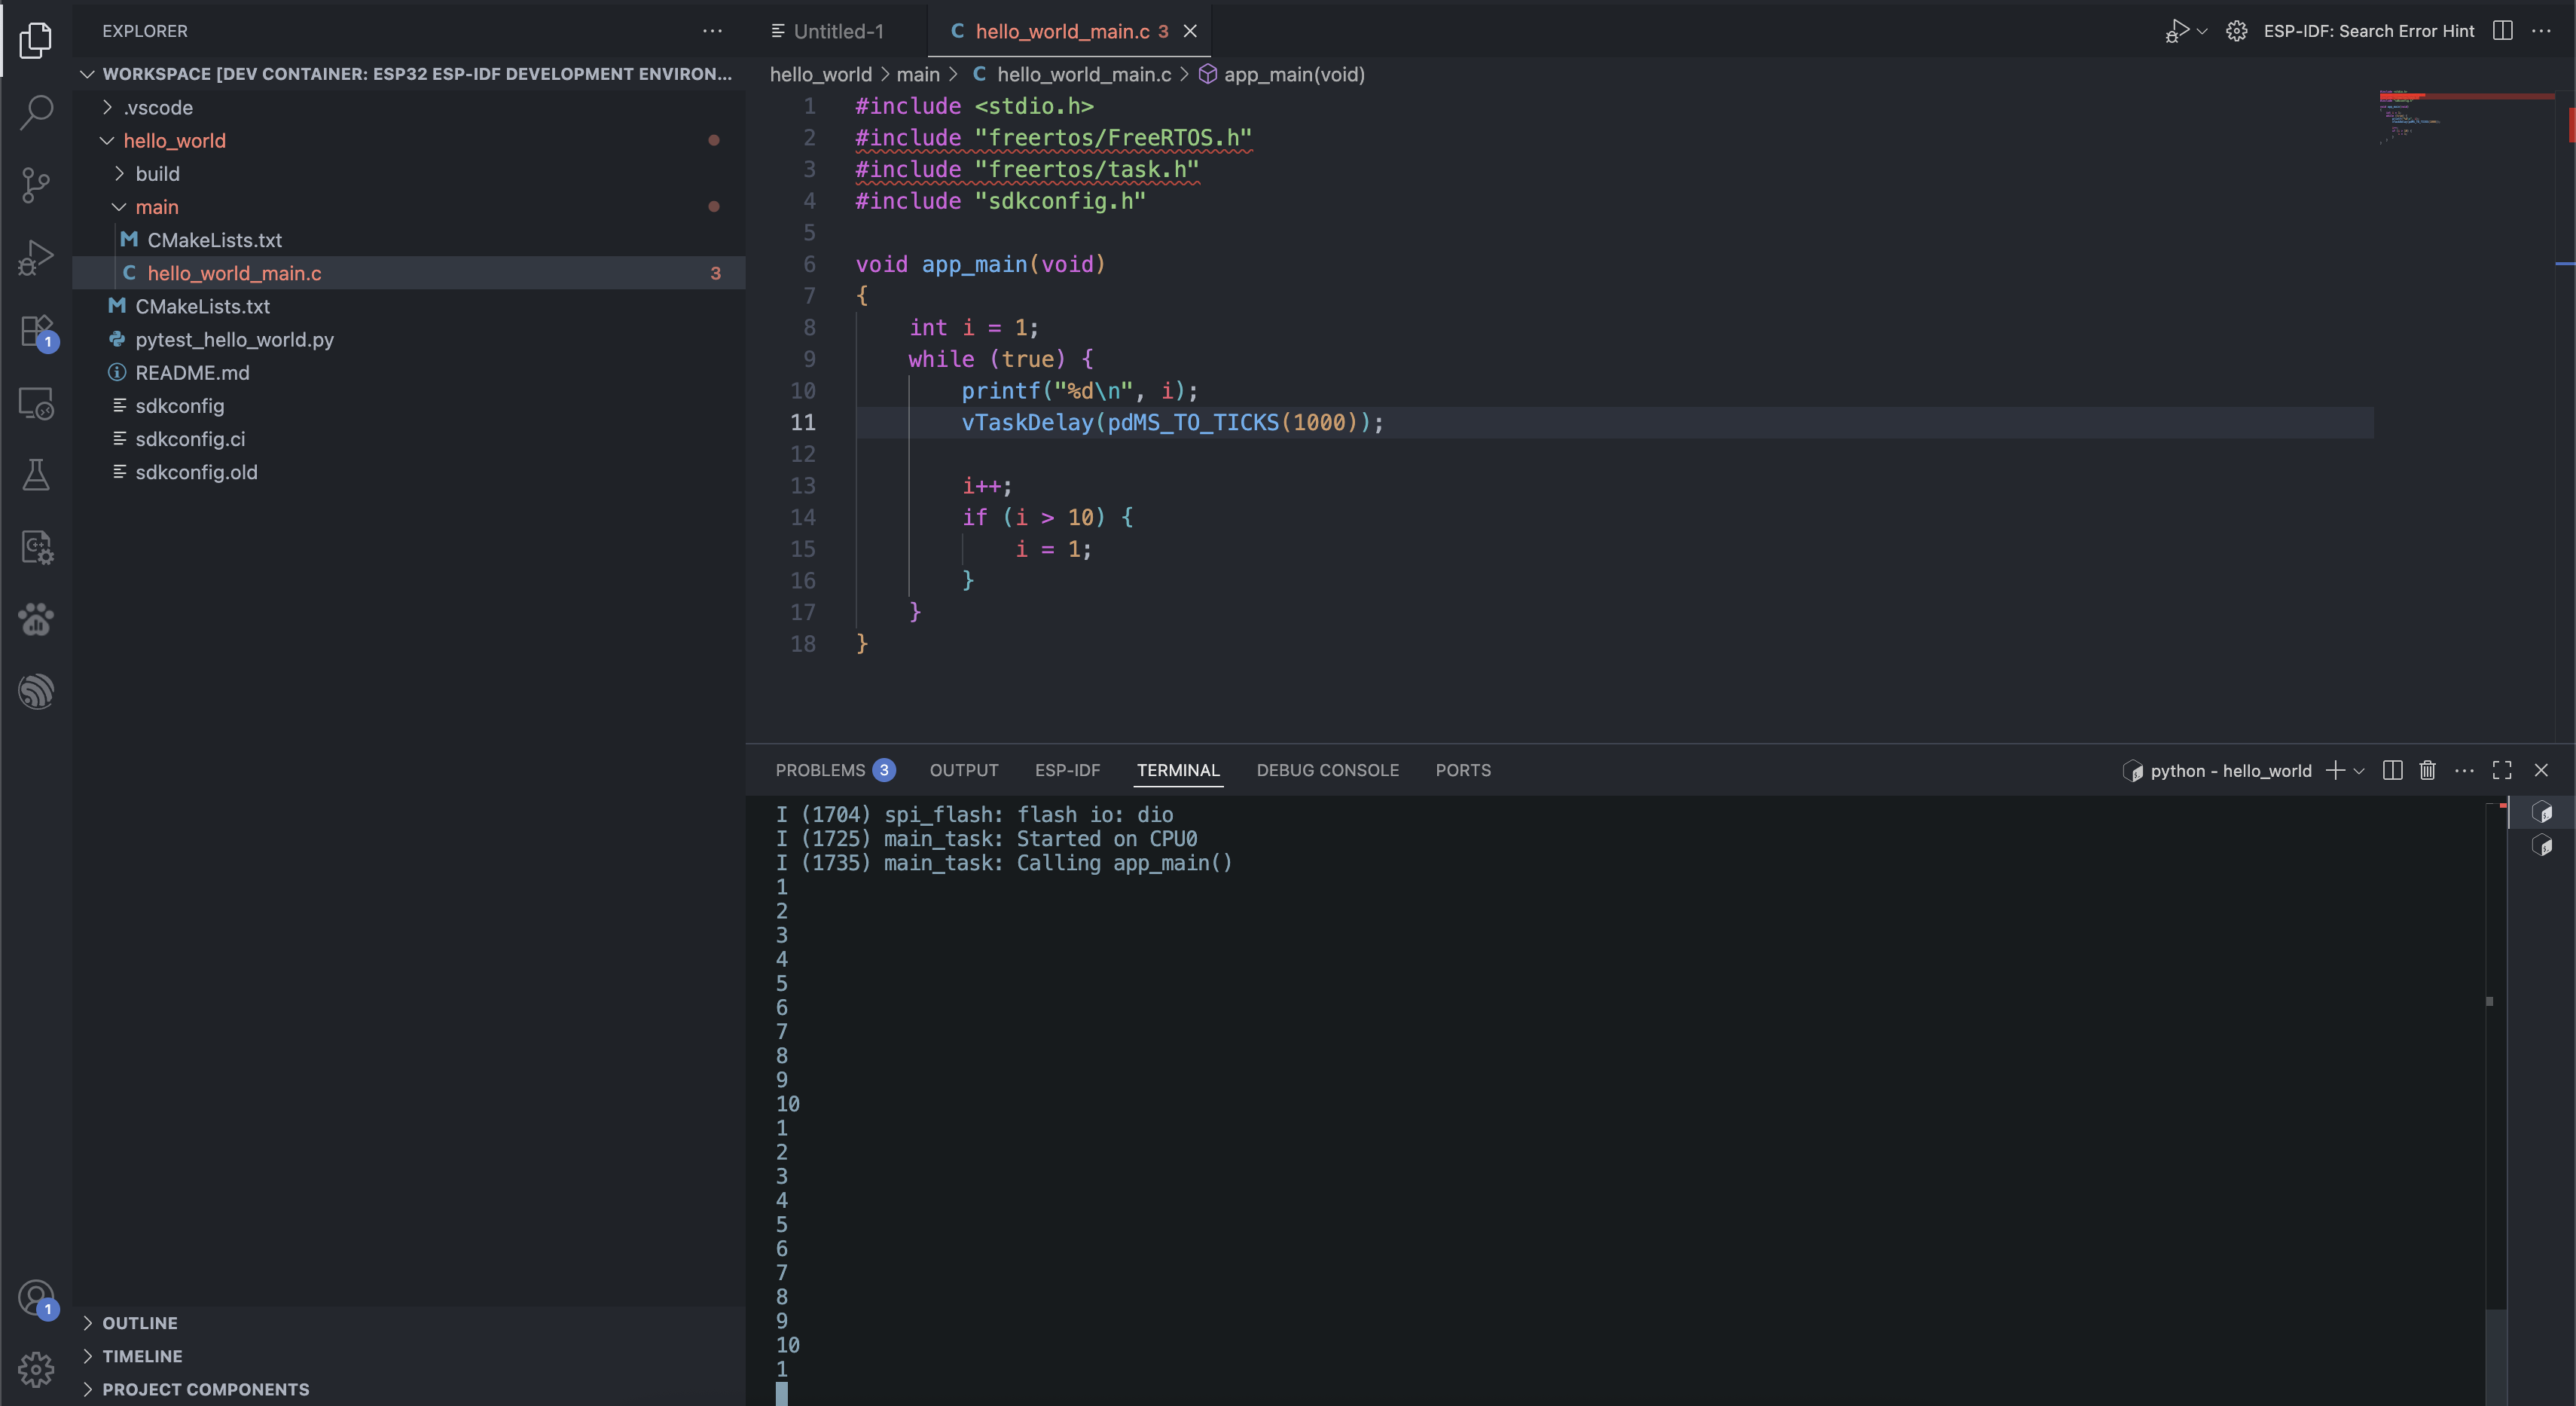 EXPLORER
WORKSPACE [DEV CONTAINER: ESP32 ESP-IDF DEVELOPMENT ENVIRON...
.vscode
hello_world
build
main
CMakeLists.txt
hello_world_main.c 3
CMakeLists.txt
pytest_hello_world.py
README.md
sdkconfig
sdkconfig.ci
sdkconfig.old
OUTLINE
TIMELINE
PROJECT COMPONENTS
1
1
Untitled-1
C hello_world_main.c 3
ESP-IDF: Search Error Hint
hello_world > main > C hello_world_main.c > app_main(void)
1 #include <stdio.h>
2 #include "freertos/FreeRTOS.h"
3 #include "freertos/task.h"
4 #include "sdkconfig.h"
5
6 void app_main(void)
7 {
8 int i = 1;
9 while (true) {
10 printf("%d\n", i);
11 vTaskDelay(pdMS_TO_TICKS(1000));
12
13 i++;
14 if (i > 10) {
15 i = 1;
16 }
17 }
18 }
PROBLEMS 3 OUTPUT ESP-IDF TERMINAL DEBUG CONSOLE PORTS
python - hello_world
I (1704) spi_flash: flash io: dio
I (1725) main_task: Started on CPU0
I (1735) main_task: Calling app_main()
1
2
3
4
5
6
7
8
9
10
1
2
3
4
5
6
7
8
9
10
1